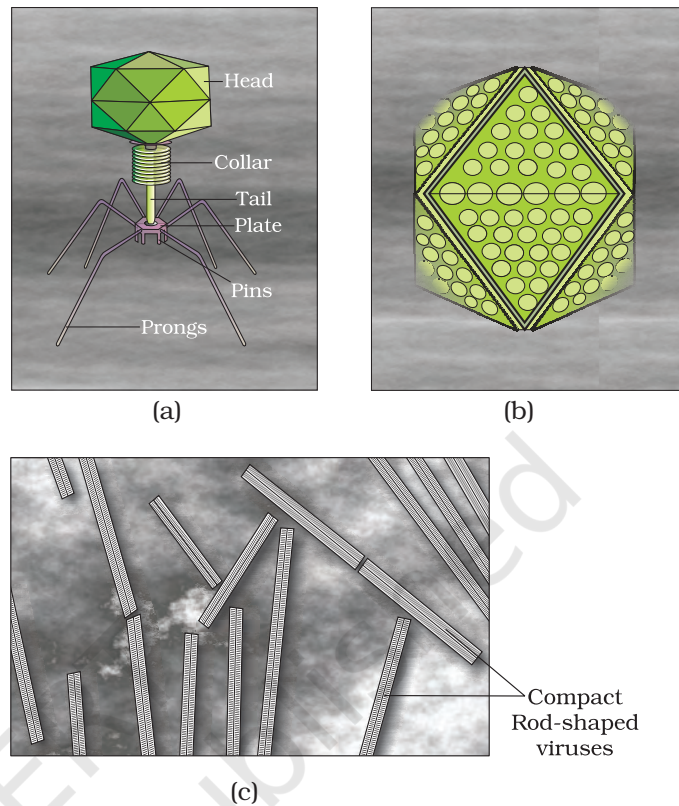 Head
Collar
Tail
Plate
Pins
Prongs
(a)
(b)
Compact
Rod-shaped
viruses
(c)